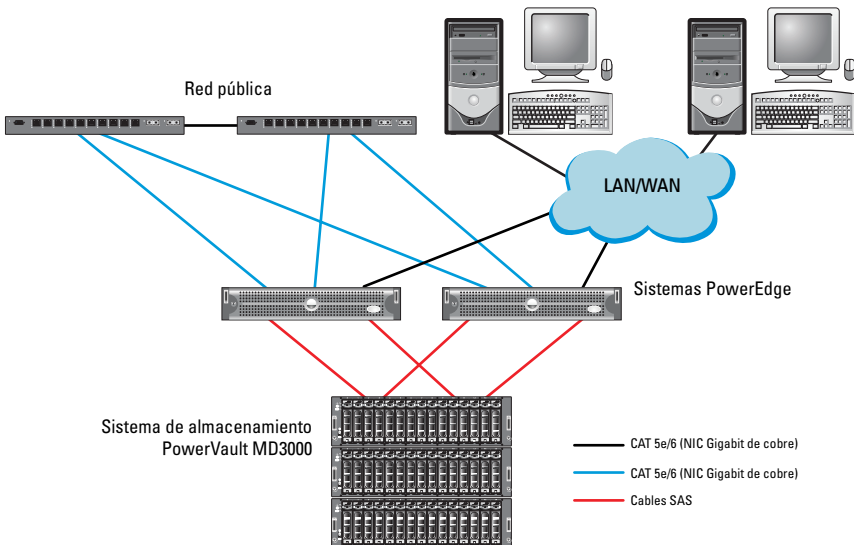 Red pública
LAN/WAN
Sistemas PowerEdge
Sistema de almacenamiento
PowerVault MD3000
CAT 5e/6 (NIC Gigabit de cobre)
CAT 5e/6 (NIC Gigabit de cobre)
Cables SAS